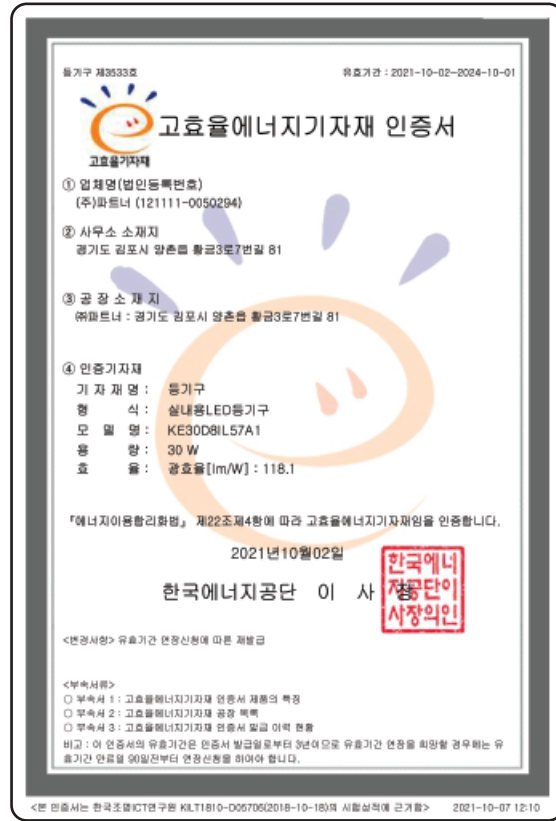 등기구 제3533호
유효기간 : 2021-10-02~2024-10-01
고효율에너지기자재 인증서
고효율기자재
① 업체명(법인등록번호)
(주)파트너 (121111-0050294)
② 사무소 소재지
경기도 김포시 양촌읍 황금3로7번길 81
③ 공 장 소 재 지
㈜파트너 : 경기도 김포시 양촌읍 황금3로7번길 81
④ 인증기자재
기 자 재 명 : 등기구
형 식 : 실내용LED등기구
모 델 명 : KE30D8IL57A1
용 량 : 30 W
효 율 : 광효율[lm/W] : 118.1
『에너지이용합리화법』 제22조제4항에 따라 고효율에너지기자재임을 인증합니다.
2021년10월02일
한국에너지공단 이 사 장
한국에너
지공단이
사장의인
<변경사항> 유효기간 연장신청에 따른 재발급
<부속서류>
○ 부속서 1 : 고효율에너지기자재 인증서 제품의 특징
○ 부속서 2 : 고효율에너지기자재 공장 목록
○ 부속서 3 : 고효율에너지기자재 인증서 발급 이력 현황
비고 : 이 인증서의 유효기간은 인증서 발급일로부터 3년이므로 유효기간 연장을 희망할 경우에는 유
효기간 만료일 90일전부터 연장신청을 하여야 합니다.
<본 인증서는 한국조명ICT연구원 KILT1810-D05706(2018-10-18)의 시험성적에 근거함> 2021-10-07 12:10